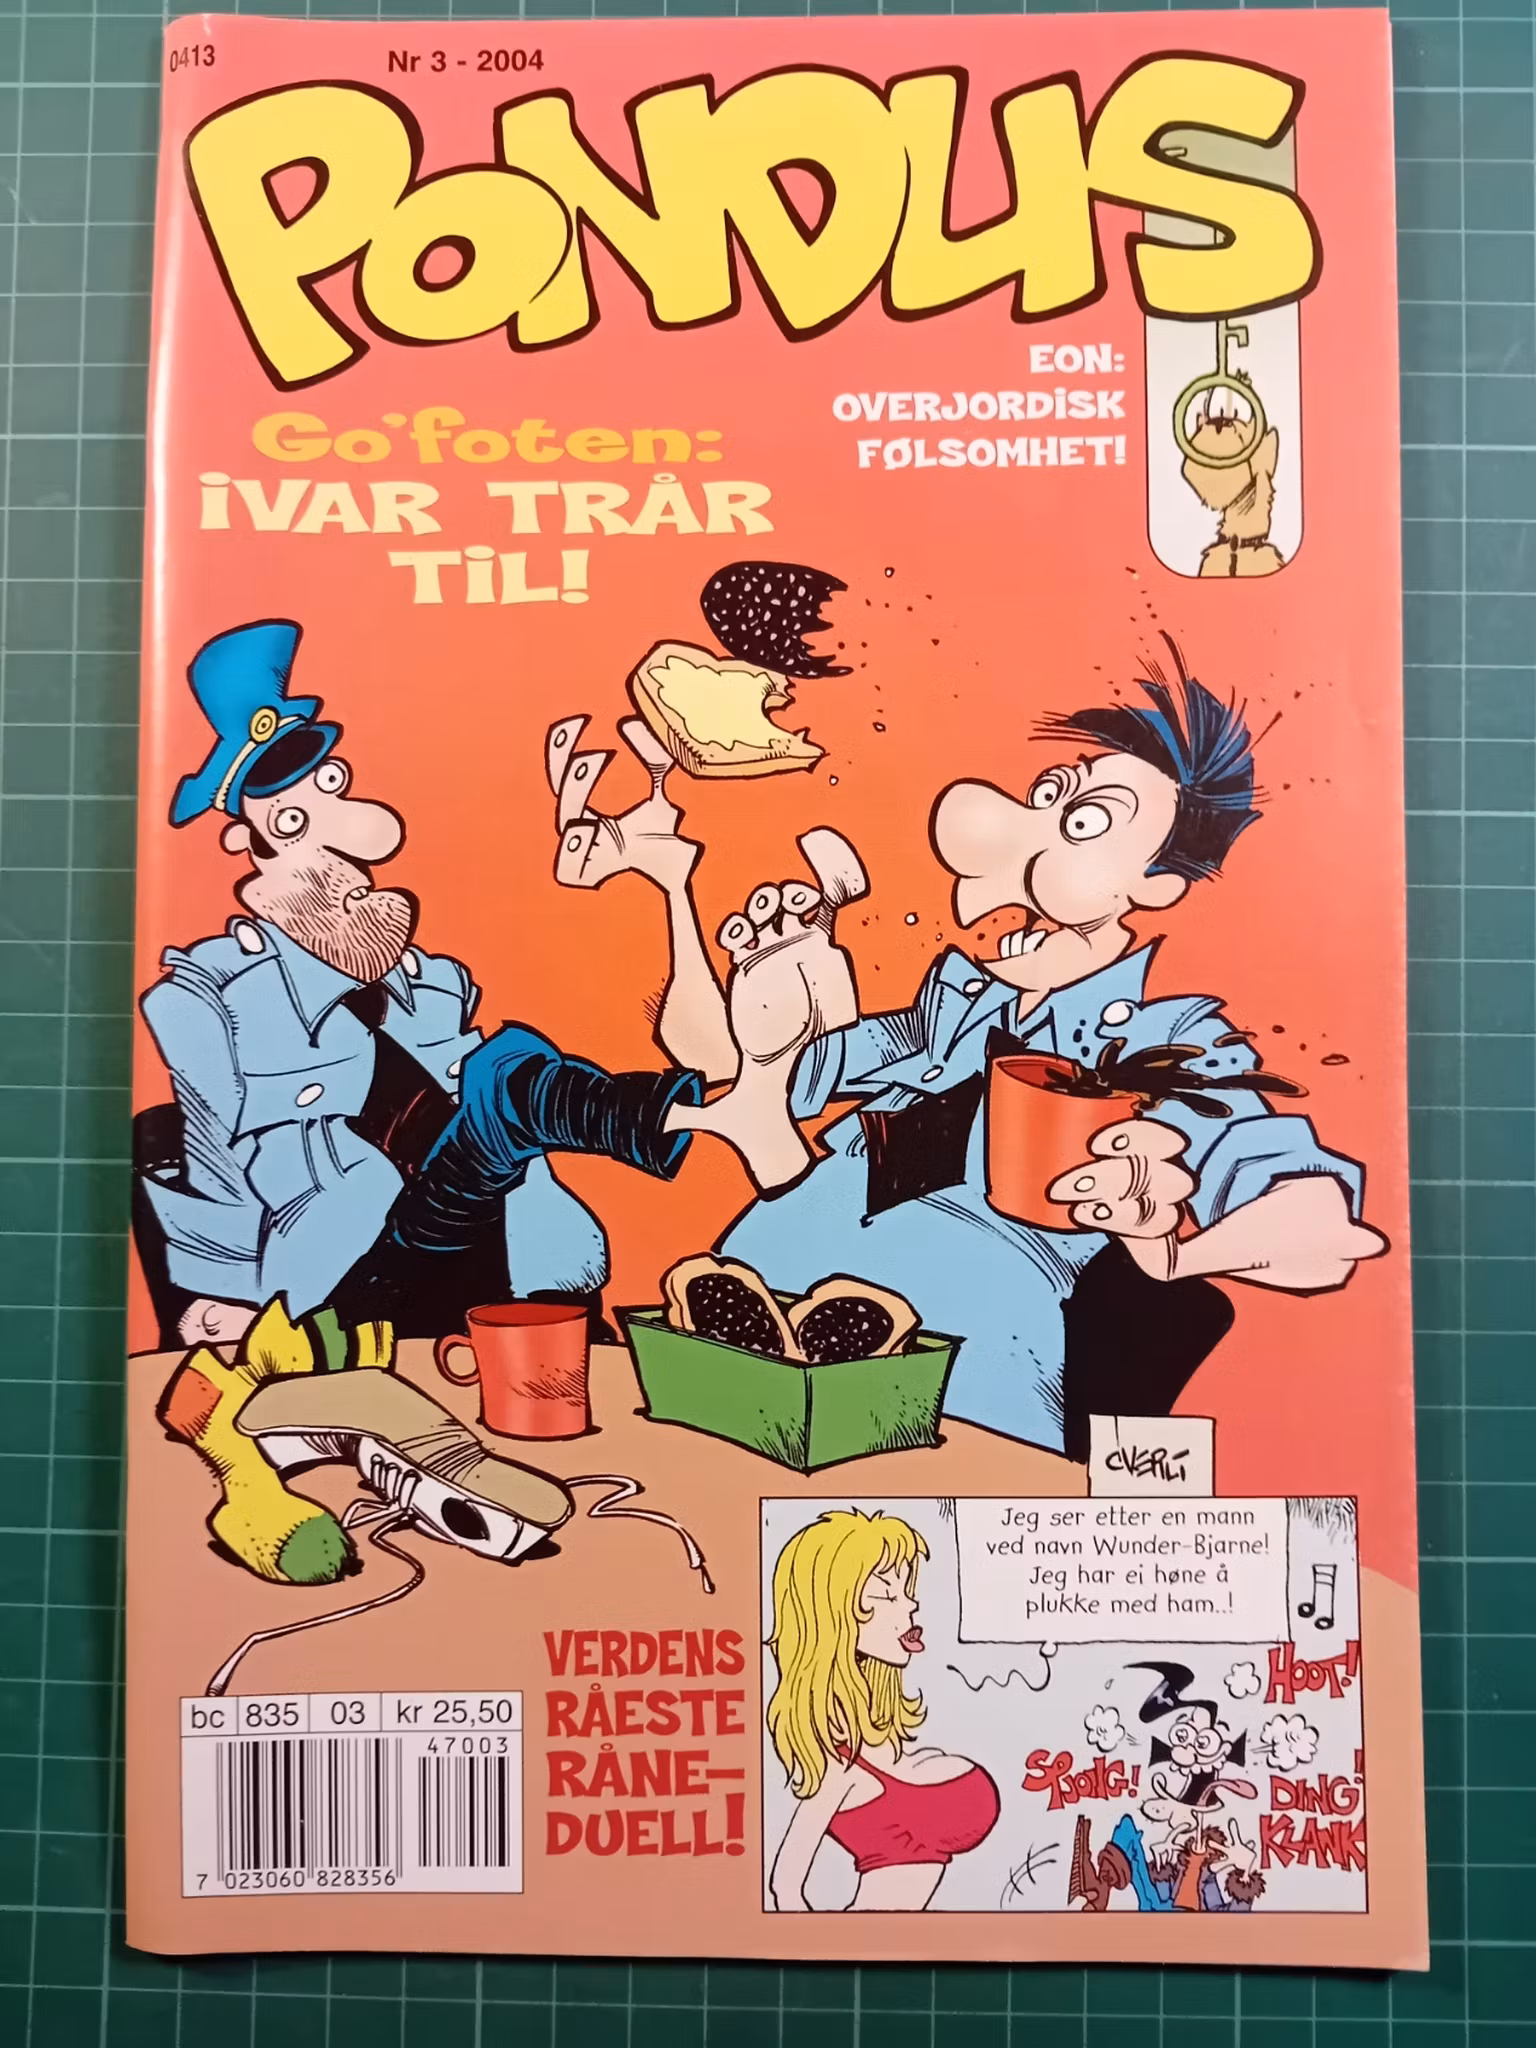 0413
Nr 3 - 2004
PONDUS
EON:
OVERJORDISK
FØLSOMHET!
Go'foten:
iVAR TRÅR
TiL!
OVERLI
Jeg ser etter en mann
ved navn Wunder-Bjarne!
Jeg har ei høne å
plukke med ham..!
HOOT!
SPJOING!
!
DING
KLANK
VERDENS
RÅESTE
RÅNE–
DUELL!
bc 835 03 kr 25,50
47003
7 023060 828356